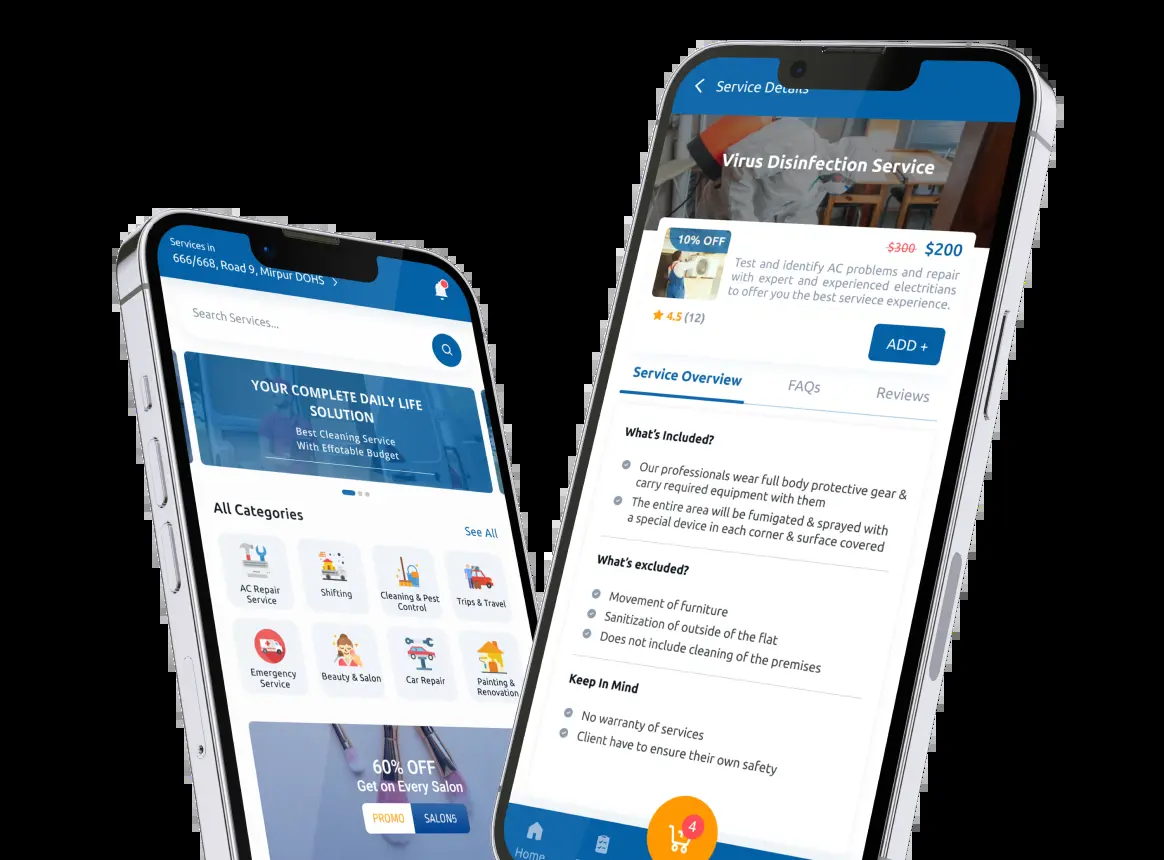 Services in
666/668, Road 9, Mirpur DOHS
Search Services...
YOUR COMPLETE DAILY LIFE
SOLUTION
Best Cleaning Service
With Effotable Budget
All Categories
See All
AC Repair
Service
Shifting
Cleaning & Pest
Control
Trips & Travel
Emergency
Service
Beauty & Salon
Car Repair
Painting &
Renovation
60% OFF
Get on Every Salon
PROMO
SALON5
Service Details
Virus Disinfection Service
10% OFF
$300 $200
Test and identify AC problems and repair
with expert and experienced electritians
to offer you the best serviece experience.
4.5 (12)
ADD +
Service Overview
FAQs
Reviews
What's Included?
Our professionals wear full body protective gear &
carry required equipment with them
The entire area will be fumigated & sprayed with
a special device in each corner & surface covered
What's excluded?
Movement of furniture
Sanitization of outside of the flat
Does not include cleaning of the premises
Keep In Mind
No warranty of services
Client have to ensure their own safety
4
Home